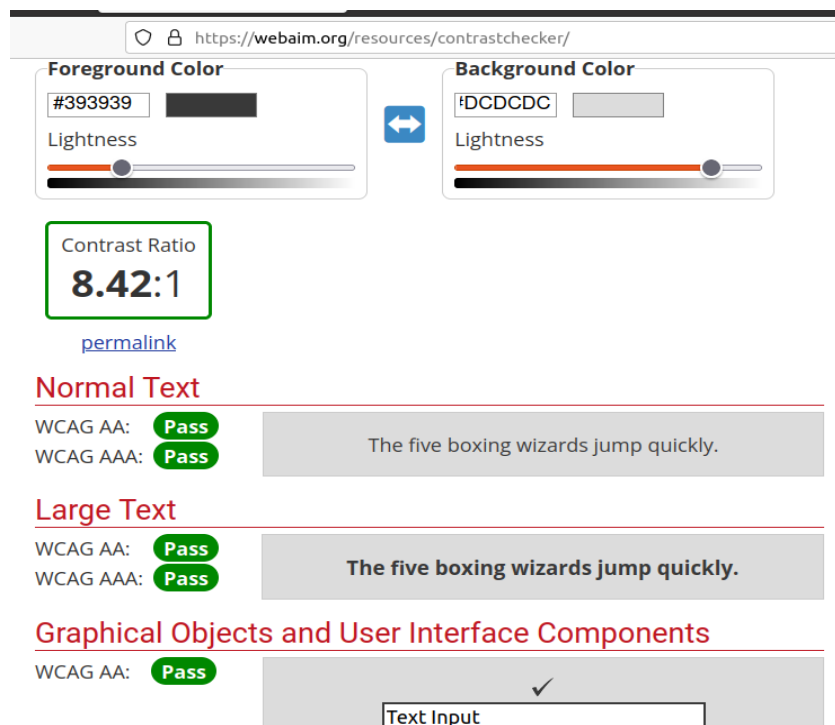 https://webaim.org/resources/contrastchecker/
Foreground Color
Background Color
#393939
#DCDCDC
Lightness
Lightness
Contrast Ratio
8.42:1
permalink
Normal Text
WCAG AA: Pass
WCAG AAA: Pass
The five boxing wizards jump quickly.
Large Text
WCAG AA: Pass
WCAG AAA: Pass
The five boxing wizards jump quickly.
Graphical Objects and User Interface Components
WCAG AA: Pass
✓
Text Input